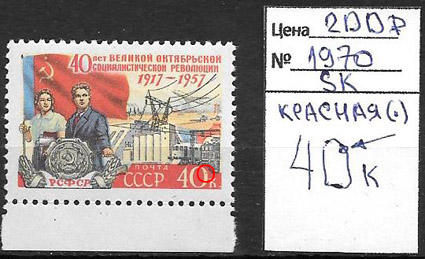 40 ЛЕТ ВЕЛИКОЙ ОКТЯБРЬСКОЙ
СОЦИАЛИСТИЧЕСКОЙ РЕВОЛЮЦИИ
1917-1957
РСФСР
ПОЧТА
СССР 40К
Цена 200₽
№ 1970
SK
КРАСНАЯ(.)
40к